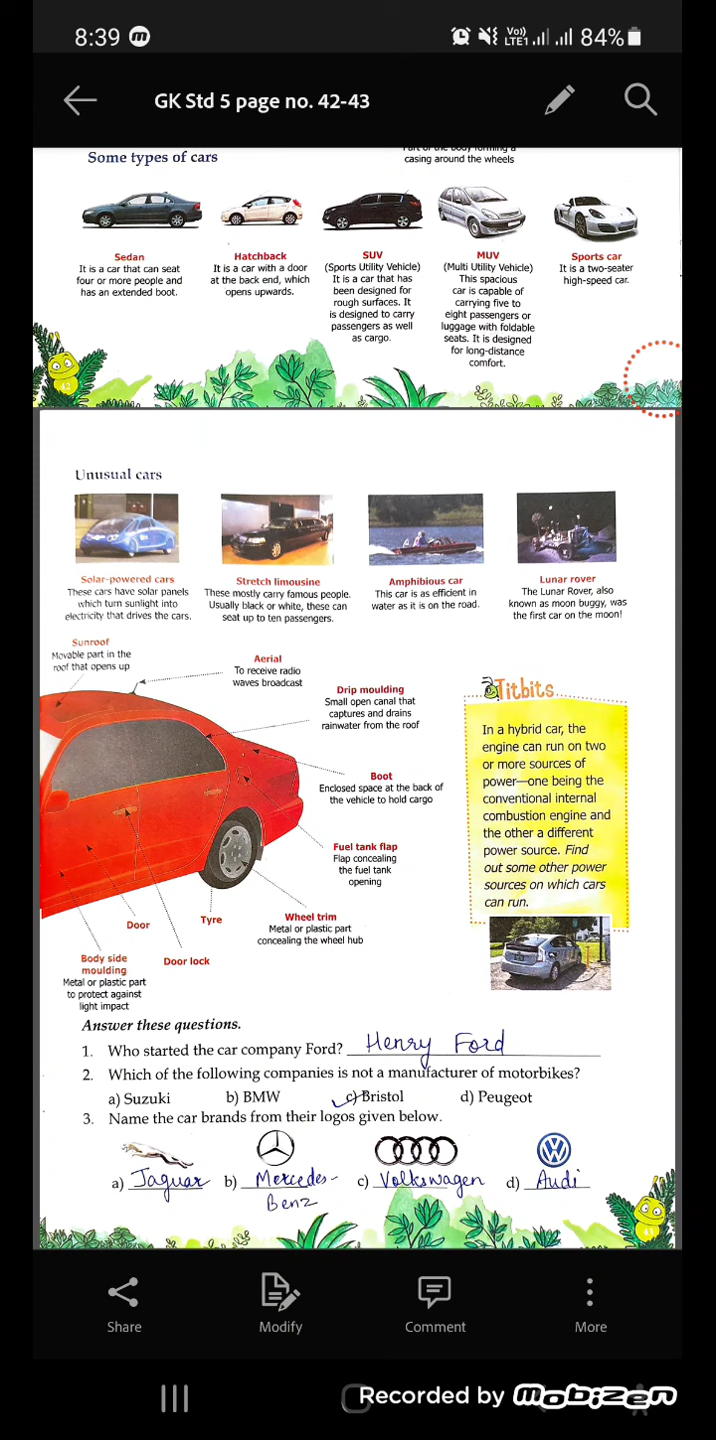 8:39 m
Vo)) LTE1 84%
GK Std 5 page no. 42-43
Some types of cars
Part of the body forming a
casing around the wheels
Sedan
It is a car that can seat
four or more people and
has an extended boot.
Hatchback
It is a car with a door
at the back end, which
opens upwards.
SUV
(Sports Utility Vehicle)
It is a car that has
been designed for
rough surfaces. It
is designed to carry
passengers as well
as cargo.
MUV
(Multi Utility Vehicle)
This spacious
car is capable of
carrying five to
eight passengers or
luggage with foldable
seats. It is designed
for long-distance
comfort.
Sports car
It is a two-seater
high-speed car.
42
Unusual cars
Solar-powered cars
These cars have solar panels
which turn sunlight into
electricity that drives the cars.
Stretch limousine
These mostly carry famous people.
Usually black or white, these can
seat up to ten passengers.
Amphibious car
This car is as efficient in
water as it is on the road.
Lunar rover
The Lunar Rover, also
known as moon buggy, was
the first car on the moon!
Sunroof
Movable part in the
roof that opens up
Aerial
To receive radio
waves broadcast
Drip moulding
Small open canal that
captures and drains
rainwater from the roof
Boot
Enclosed space at the back of
the vehicle to hold cargo
Fuel tank flap
Flap concealing
the fuel tank
opening
Wheel trim
Metal or plastic part
concealing the wheel hub
Tyre
Door
Door lock
Body side
moulding
Metal or plastic part
to protect against
light impact
Titbits
In a hybrid car, the
engine can run on two
or more sources of
power—one being the
conventional internal
combustion engine and
the other a different
power source. Find
out some other power
sources on which cars
can run.
Answer these questions.
1. Who started the car company Ford? Henry Ford
2. Which of the following companies is not a manufacturer of motorbikes?
a) Suzuki b) BMW c) Bristol d) Peugeot
3. Name the car brands from their logos given below.
a) Jaguar b) Mercedes- c) Volkswagen d) Audi
Benz
43
Share Modify Comment More
Recorded by Mobizen